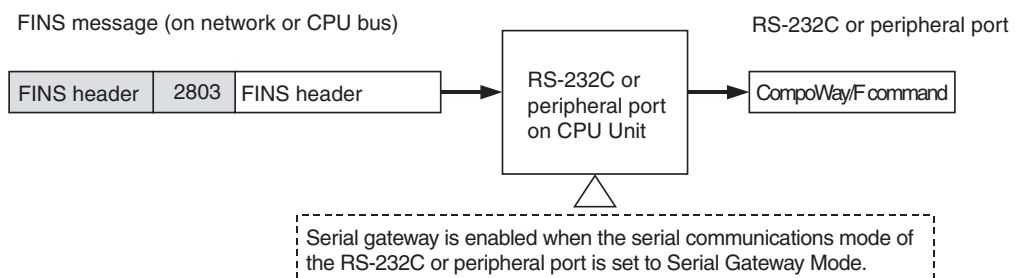 FINS message (on network or CPU bus)
RS-232C or peripheral port
FINS header 2803 FINS header
RS-232C or
peripheral port
on CPU Unit
CompoWay/F command
Serial gateway is enabled when the serial communications mode of
the RS-232C or peripheral port is set to Serial Gateway Mode.